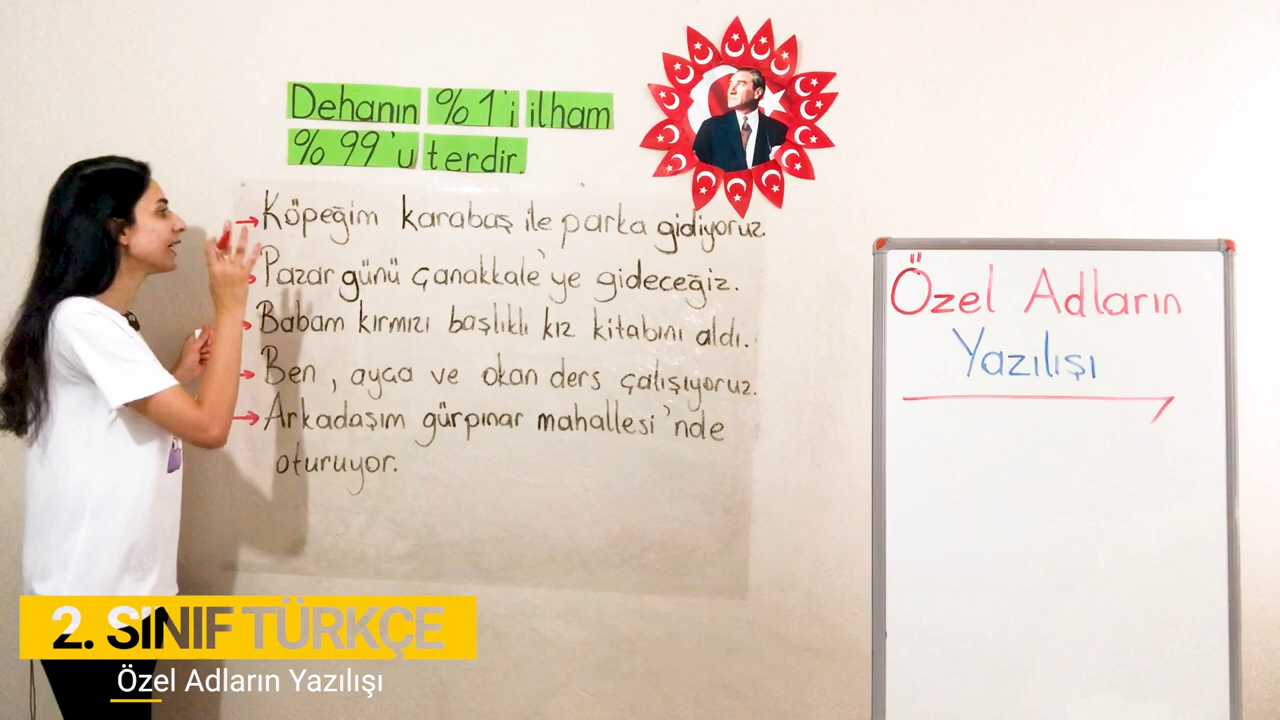 Dehanın %1'i ilham
%99'u terdir.
Köpeğim karabaş ile parka gidiyoruz.
Pazar günü çanakkale'ye gideceğiz.
Babam kırmızı başlıklı kız kitabını aldı.
Ben, ayça ve okan ders çalışıyoruz.
Arkadaşım gürpınar mahallesi'nde
oturuyor.
Özel Adların
Yazılışı
2. SINIF TÜRKÇE
Özel Adların Yazılışı